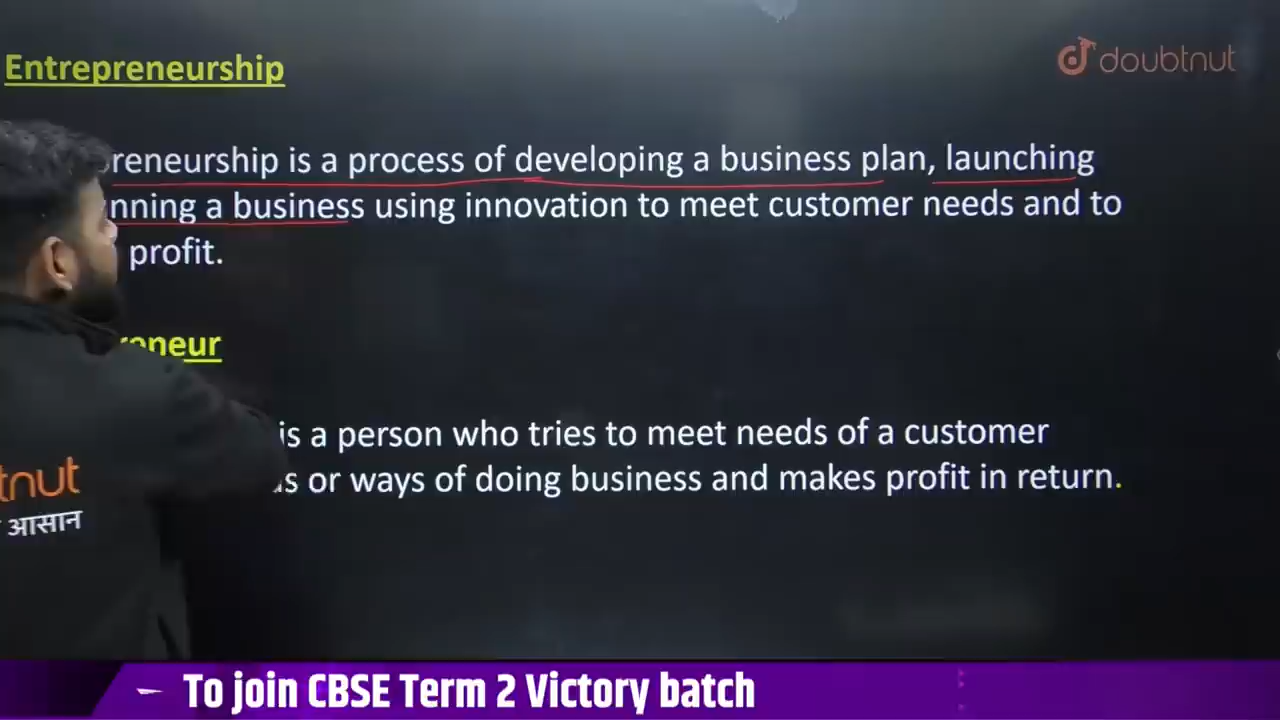 Entrepreneurship
doubtnut
preneurship is a process of developing a business plan, launching
nning a business using innovation to meet customer needs and to
profit.
reneur
is a person who tries to meet needs of a customer
s or ways of doing business and makes profit in return.
tnut
आसान
To join CBSE Term 2 Victory batch